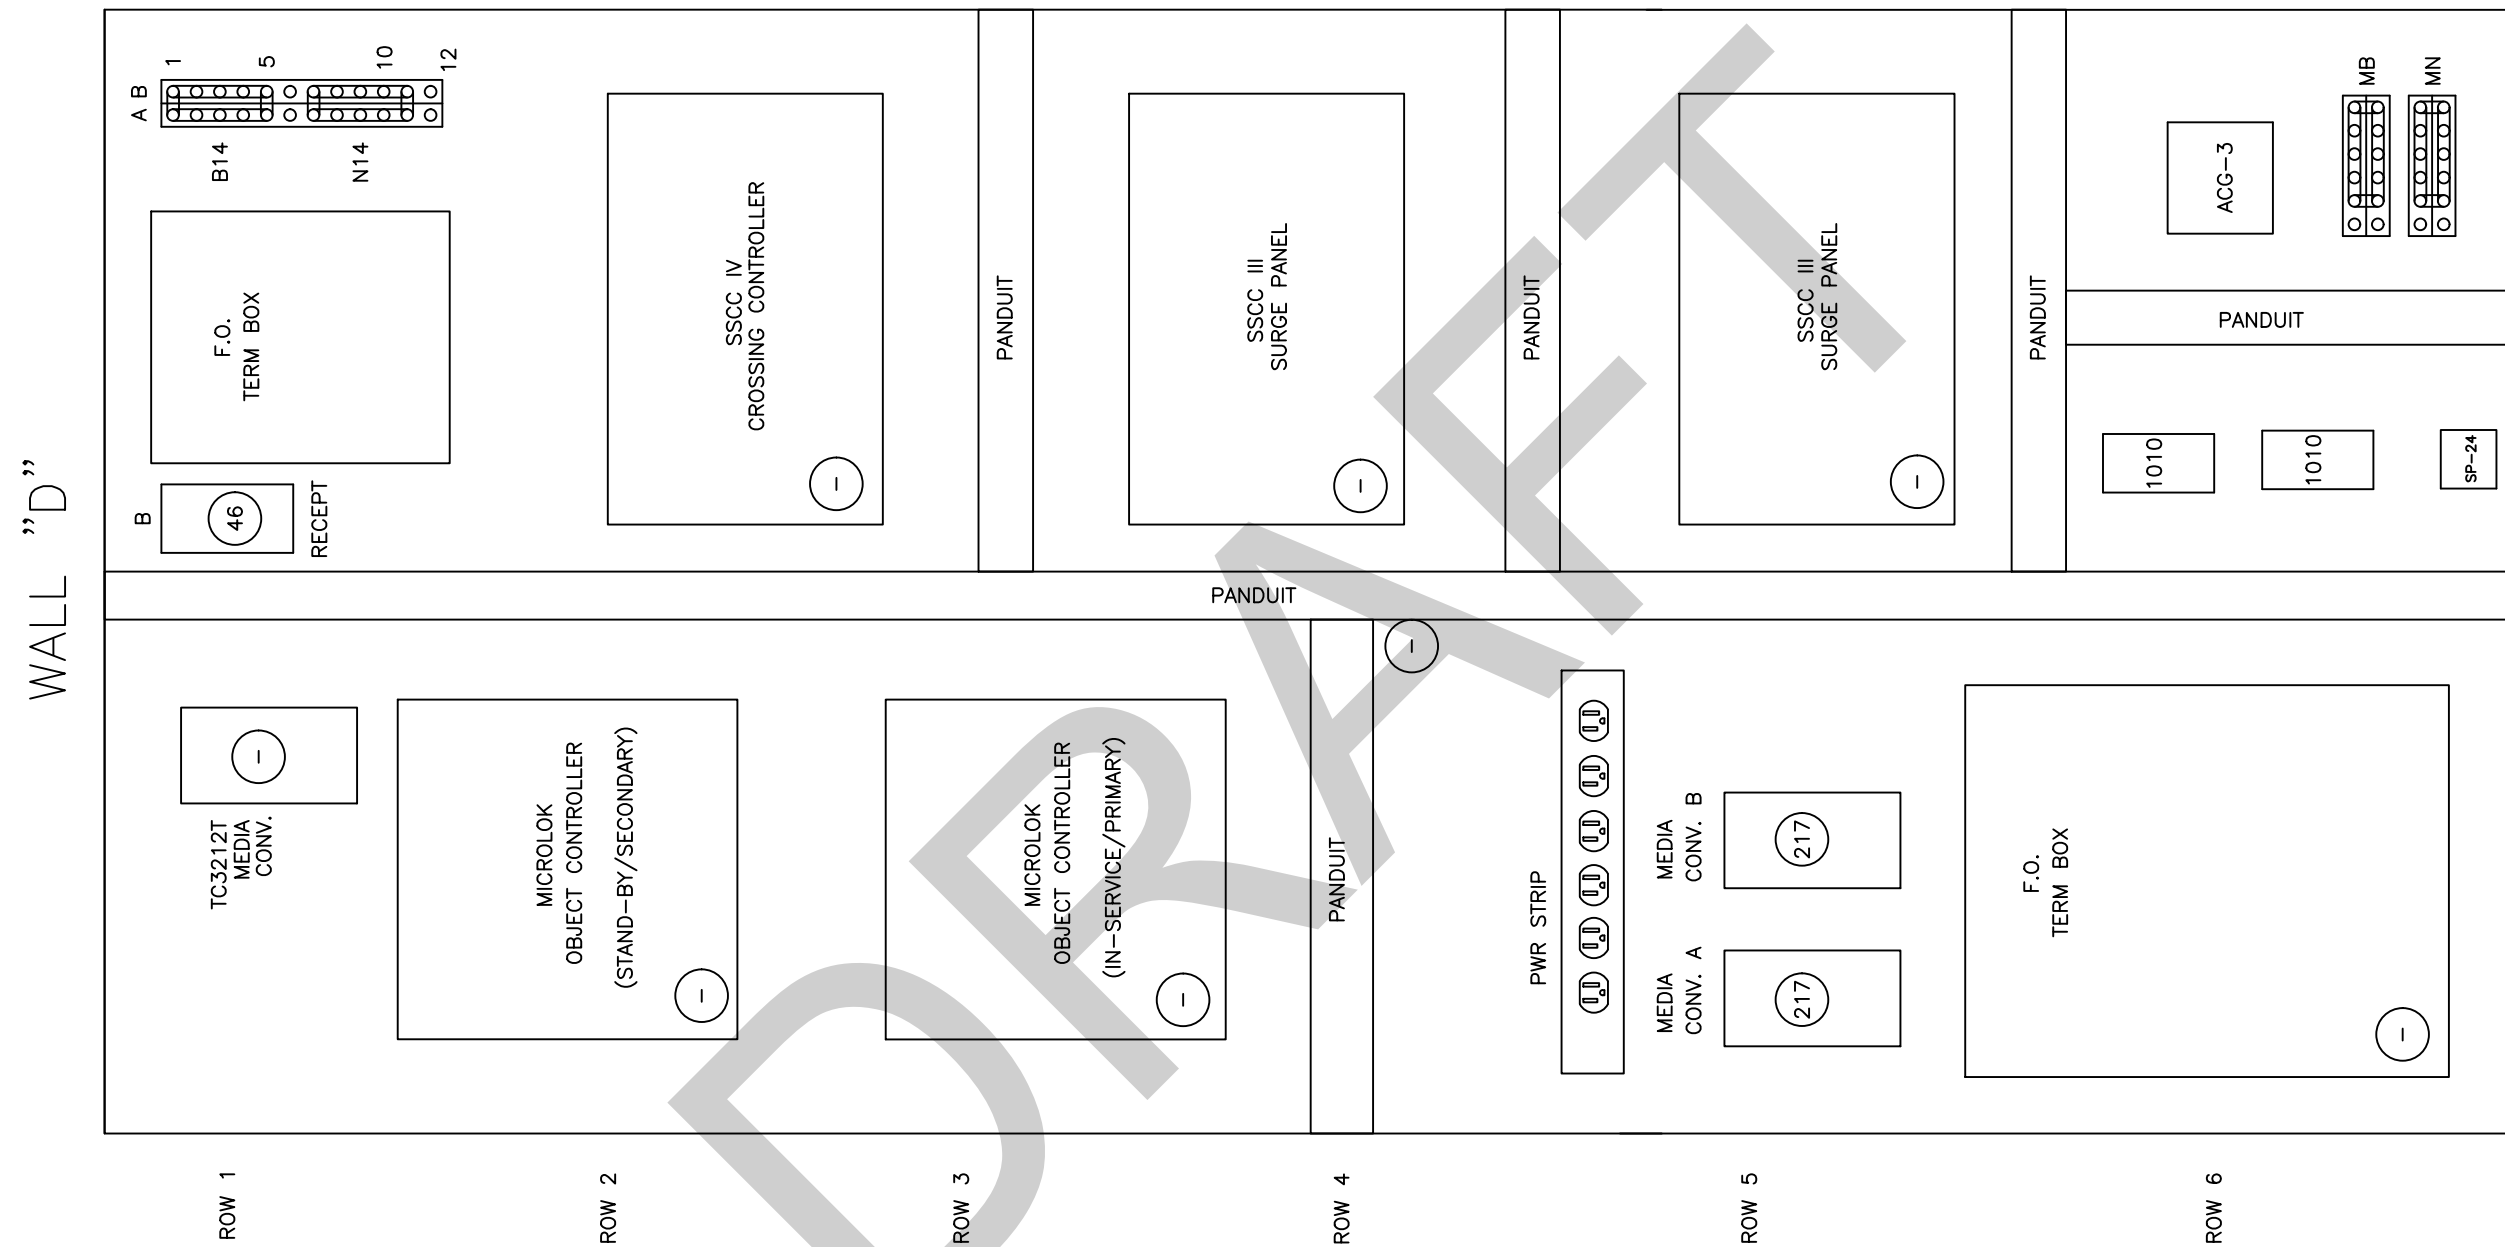 WALL "D"
A B
1
5
10
12
B14
N14
F.O.
TERM BOX
B
46
RECEPT
TC3212T
MEDIA
CONV.
-
ROW 1
SSCC IV
CROSSING CONTROLLER
-
MICROLOK
OBJECT CONTROLLER
(STAND-BY/SECONDARY)
-
ROW 2
PANDUIT
MICROLOK
OBJECT CONTROLLER
(IN-SERVICE/PRIMARY)
-
ROW 3
SSCC III
SURGE PANEL
-
PANDUIT
PANDUIT
-
ROW 4
PANDUIT
SSCC III
SURGE PANEL
-
PWR STRIP
MEDIA
CONV. B
217
MEDIA
CONV. A
217
ROW 5
PANDUIT
ACG-3
MB
MN
PANDUIT
1010
1010
SP-24
F.O.
TERM BOX
-
ROW 6
DRAFT